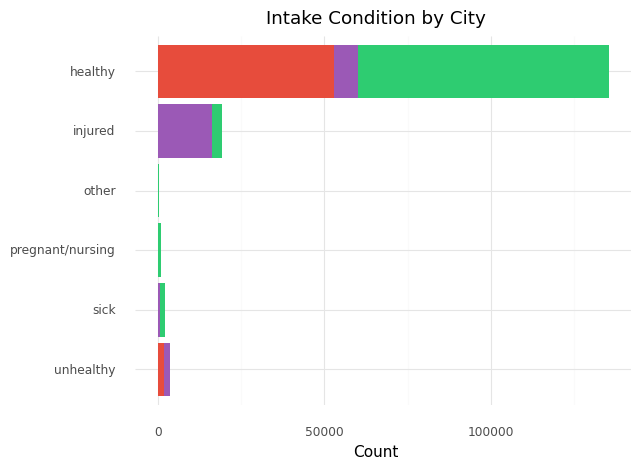 Intake Condition by City
healthy
injured
other
pregnant/nursing
sick
unhealthy
0
50000
100000
Count